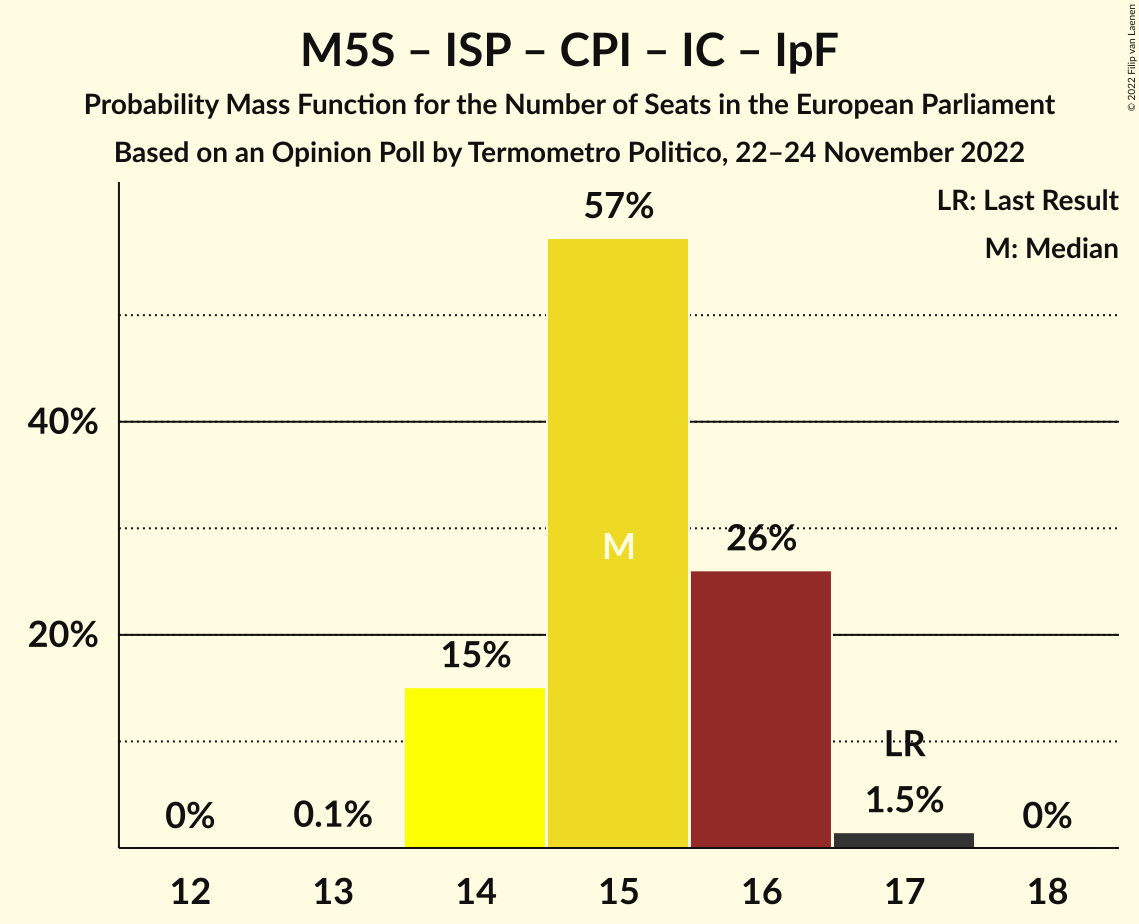 M5S – ISP – CPI – IC – IpF
Probability Mass Function for the Number of Seats in the European Parliament
Based on an Opinion Poll by Termometro Politico, 22–24 November 2022
© 2022 Filip van Laenen
LR: Last Result
M: Median
57%
40%
M
26%
20%
15%
LR
1.5%
0%
0.1%
0%
12 13 14 15 16 17 18